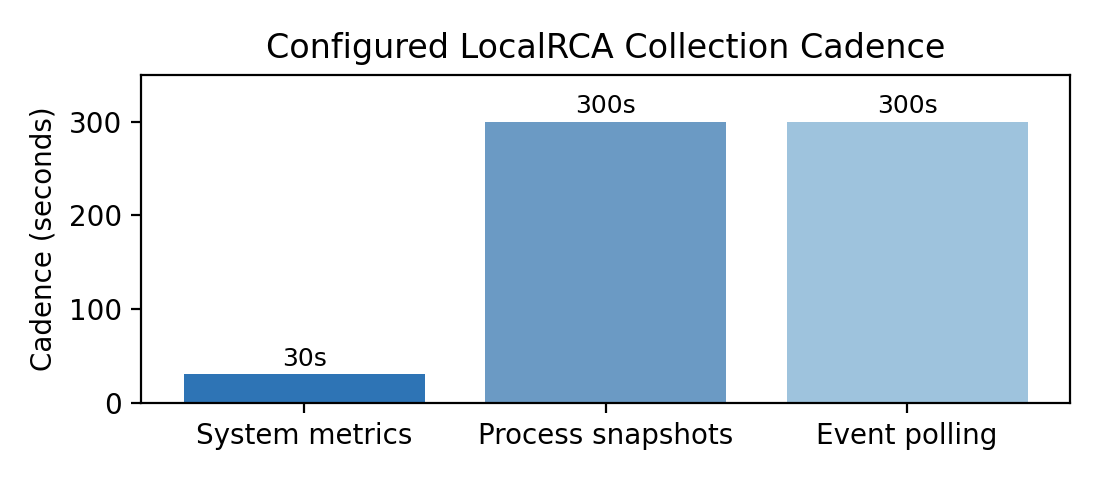 Configured LocalRCA Collection Cadence
Cadence (seconds)
300
200
100
0
30s
300s
300s
System metrics
Process snapshots
Event polling